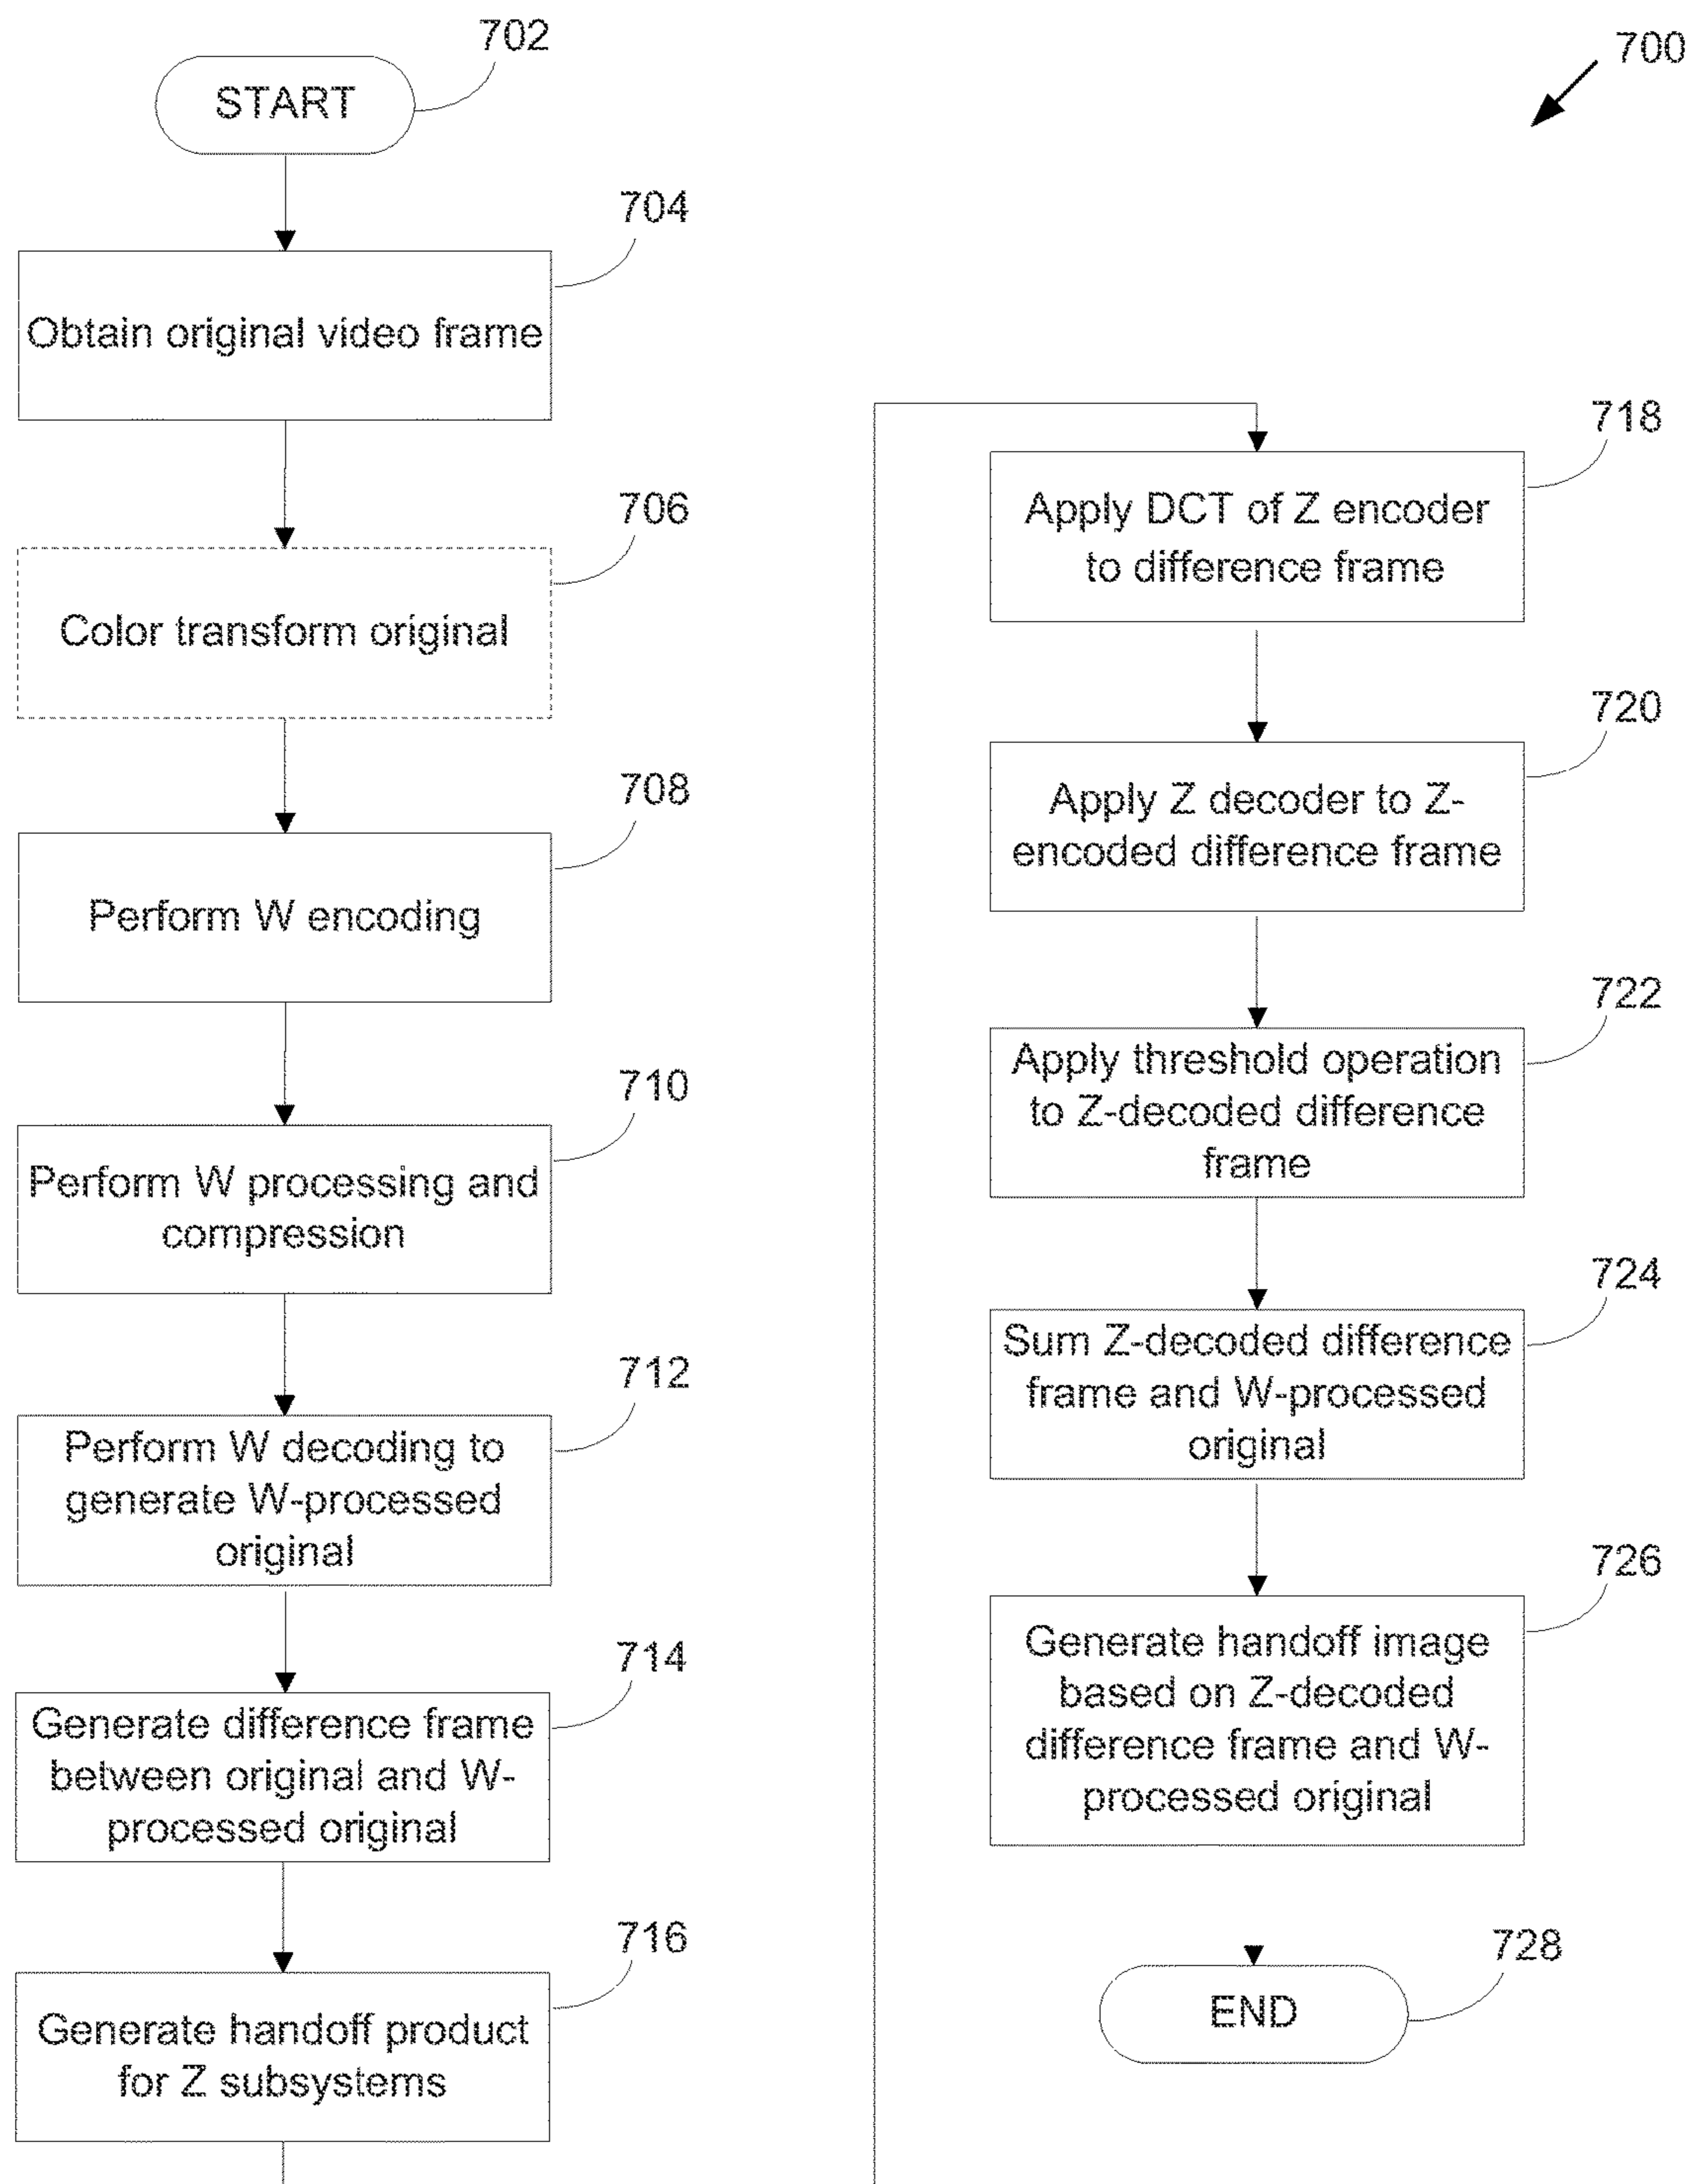 702
START
700
704
Obtain original video frame
706
Color transform original
708
Perform W encoding
710
Perform W processing and
compression
712
Perform W decoding to
generate W-processed
original
714
Generate difference frame
between original and W-
processed original
716
Generate handoff product
for Z subsystems
718
Apply DCT of Z encoder
to difference frame
720
Apply Z decoder to Z-
encoded difference frame
722
Apply threshold operation
to Z-decoded difference
frame
724
Sum Z-decoded difference
frame and W-processed
original
726
Generate handoff image
based on Z-decoded
difference frame and W-
processed original
728
END